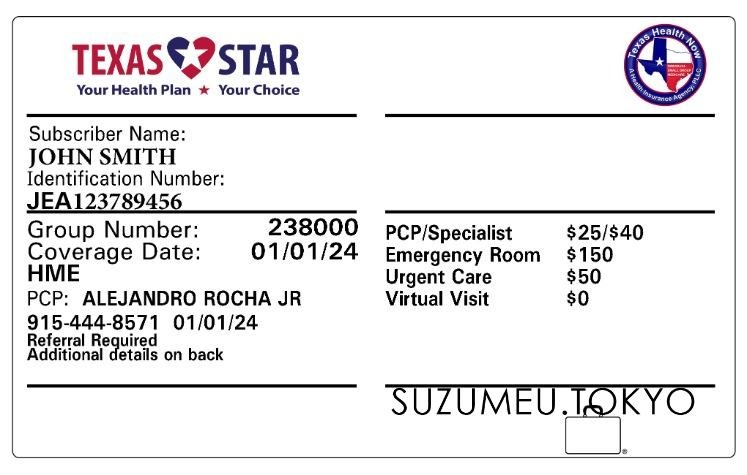 TEXAS STAR
Your Health Plan ★ Your Choice
Texas Health Now
A Health Insurance Agency, PLLC
Subscriber Name:
JOHN SMITH
Identification Number:
JEA123789456
Group Number: 238000
Coverage Date: 01/01/24
HME
PCP: ALEJANDRO ROCHA JR
915-444-8571 01/01/24
Referral Required
Additional details on back
PCP/Specialist $25/$40
Emergency Room $150
Urgent Care $50
Virtual Visit $0
SUZUMEU.TOKYO
®